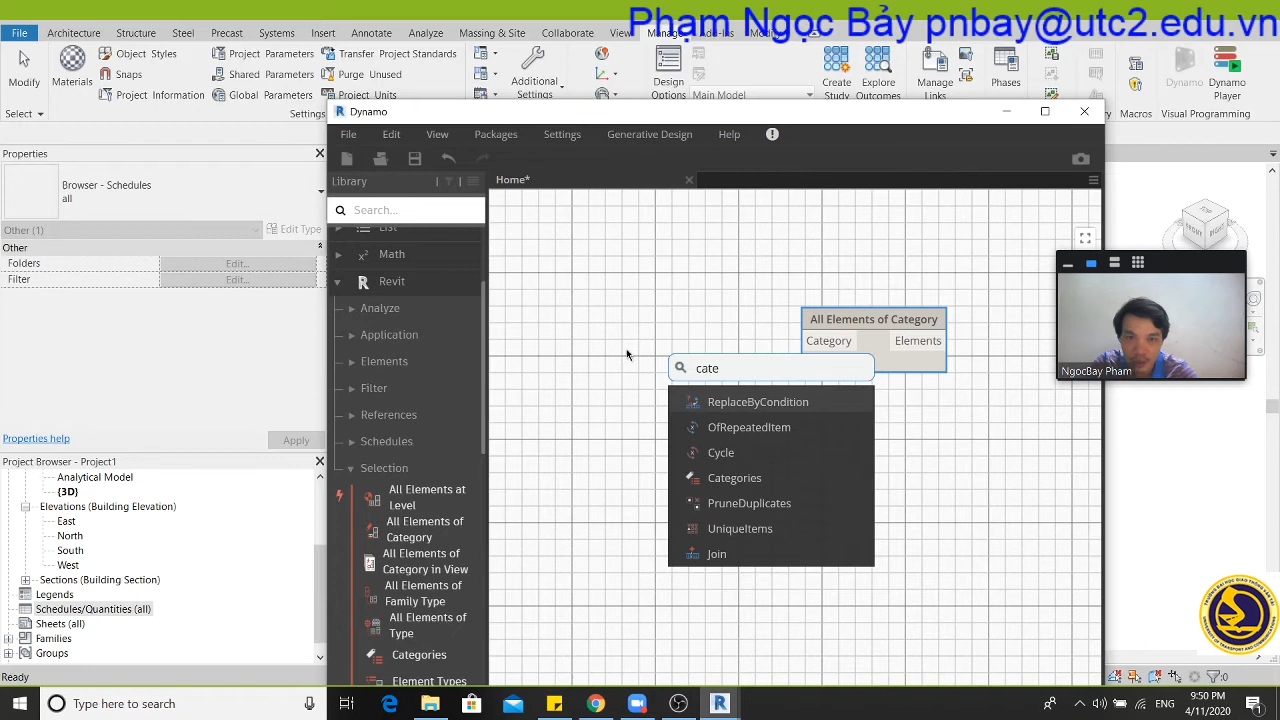 Phạm Ngọc Bảy pnbay@utc2.edu.vn
File
Architecture
Structure
Steel
Precast
Systems
Insert
Annotate
Analyze
Massing & Site
Collaborate
View
Modify
Materials
Object Styles
Snaps
Project Information
Project Parameters
Shared Parameters
Global Parameters
Transfer Project Standards
Purge Unused
Additional
Settings
Design
Options
Main Model
Create
Study
Explore
Outcomes
Manage
Links
Phases
Dynamo
Dynamo
Player
Select
Settings
Macros
Visual Programming
Properties
Browser - Schedules
all
Other (1)
Edit Type
Other
Folders
Edit...
Filter
Edit...
Properties help
Apply
Project Browser - Project1
Analytical Model
{3D}
Elevations (Building Elevation)
East
North
South
West
Sections (Building Section)
Legends
Schedules/Quantities (all)
Sheets (all)
Families
Groups
Ready
Dynamo
File
Edit
View
Packages
Settings
Generative Design
Help
Library
Home*
Search...
List
Math
Revit
Analyze
Application
Elements
Filter
References
Schedules
Selection
All Elements at
Level
All Elements of
Category
All Elements of
Category in View
All Elements of
Family Type
All Elements of
Type
Categories
Element Types
All Elements of Category
Category
Elements
cate
ReplaceByCondition
OfRepeatedItem
Cycle
Categories
PruneDuplicates
UniqueItems
Join
TOP
FRONT
RIGHT
NgocBay Pham
:0
Type here to search
9:50 PM
4/11/2020